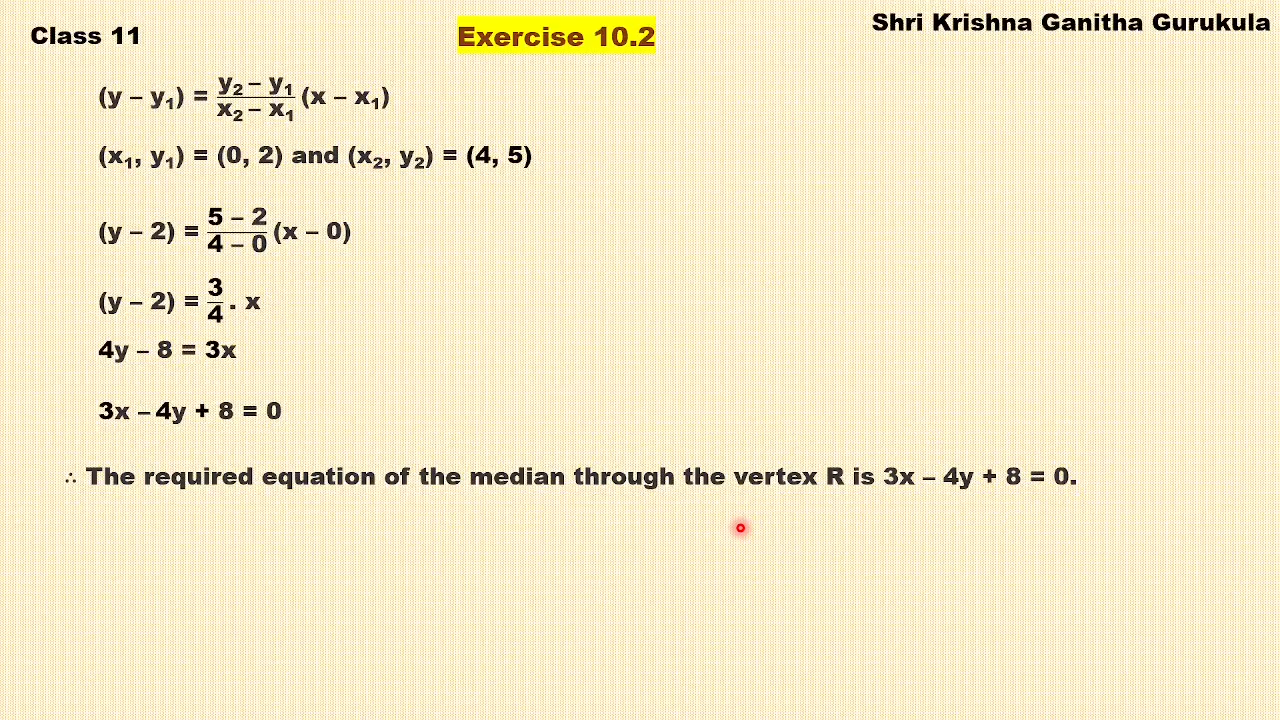 Class 11
Exercise 10.2
Shri Krishna Ganitha Gurukula
(y – y₁) = (y₂ – y₁)/(x₂ – x₁) (x – x₁)
(x₁, y₁) = (0, 2) and (x₂, y₂) = (4, 5)
(y – 2) = (5 – 2)/(4 – 0) (x – 0)
(y – 2) = 3/4 . x
4y – 8 = 3x
3x – 4y + 8 = 0
∴ The required equation of the median through the vertex R is 3x – 4y + 8 = 0.